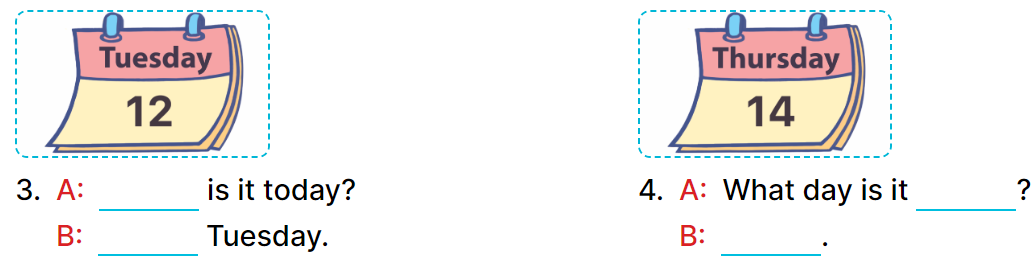 Tuesday
12
3. A: ______ is it today?
B: ______ Tuesday.
Thursday
14
4. A: What day is it ______?
B: ______.